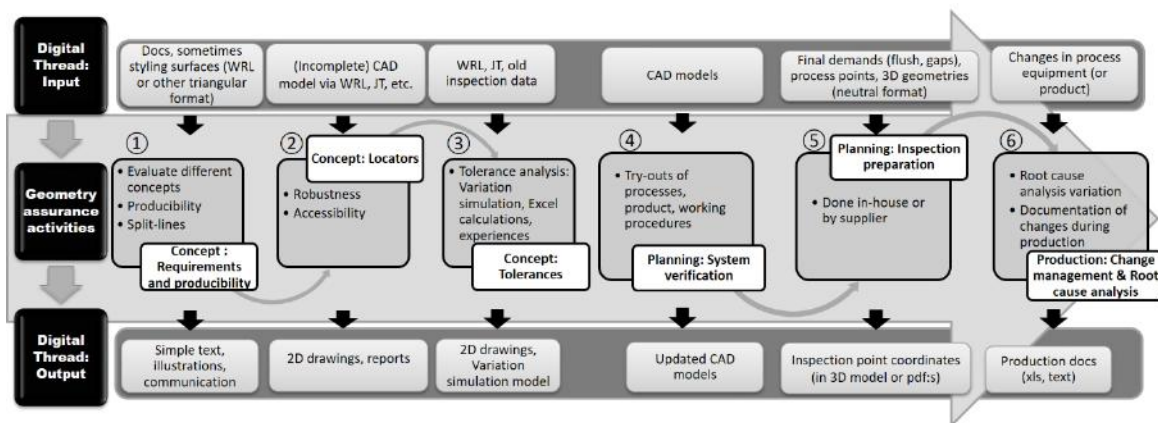 Digital
Thread:
Input
Docs, sometimes
styling surfaces (WRL
or other triangular
format)
(Incomplete) CAD
model via WRL, JT, etc.
WRL, JT, old
inspection data
CAD models
Final demands (flush, gaps),
process points, 3D geometries
(neutral format)
Changes in process
equipment (or
product)
Geometry
assurance
activities
1
• Evaluate different
concepts
• Producibility
• Split-lines
Concept :
Requirements
and producibility
2
Concept: Locators
• Robustness
• Accessibility
3
• Tolerance analysis:
Variation
simulation, Excel
calculations,
experiences
Concept:
Tolerances
4
• Try-outs of
processes,
product, working
procedures
Planning: System
verification
5
Planning: Inspection
preparation
• Done in-house or
by supplier
6
• Root cause
analysis variation
• Documentation of
changes during
production
Production: Change
management & Root
cause analysis
Digital
Thread:
Output
Simple text,
illustrations,
communication
2D drawings, reports
2D drawings,
Variation
simulation model
Updated CAD
models
Inspection point coordinates
(in 3D model or pdf:s)
Production docs
(xls, text)